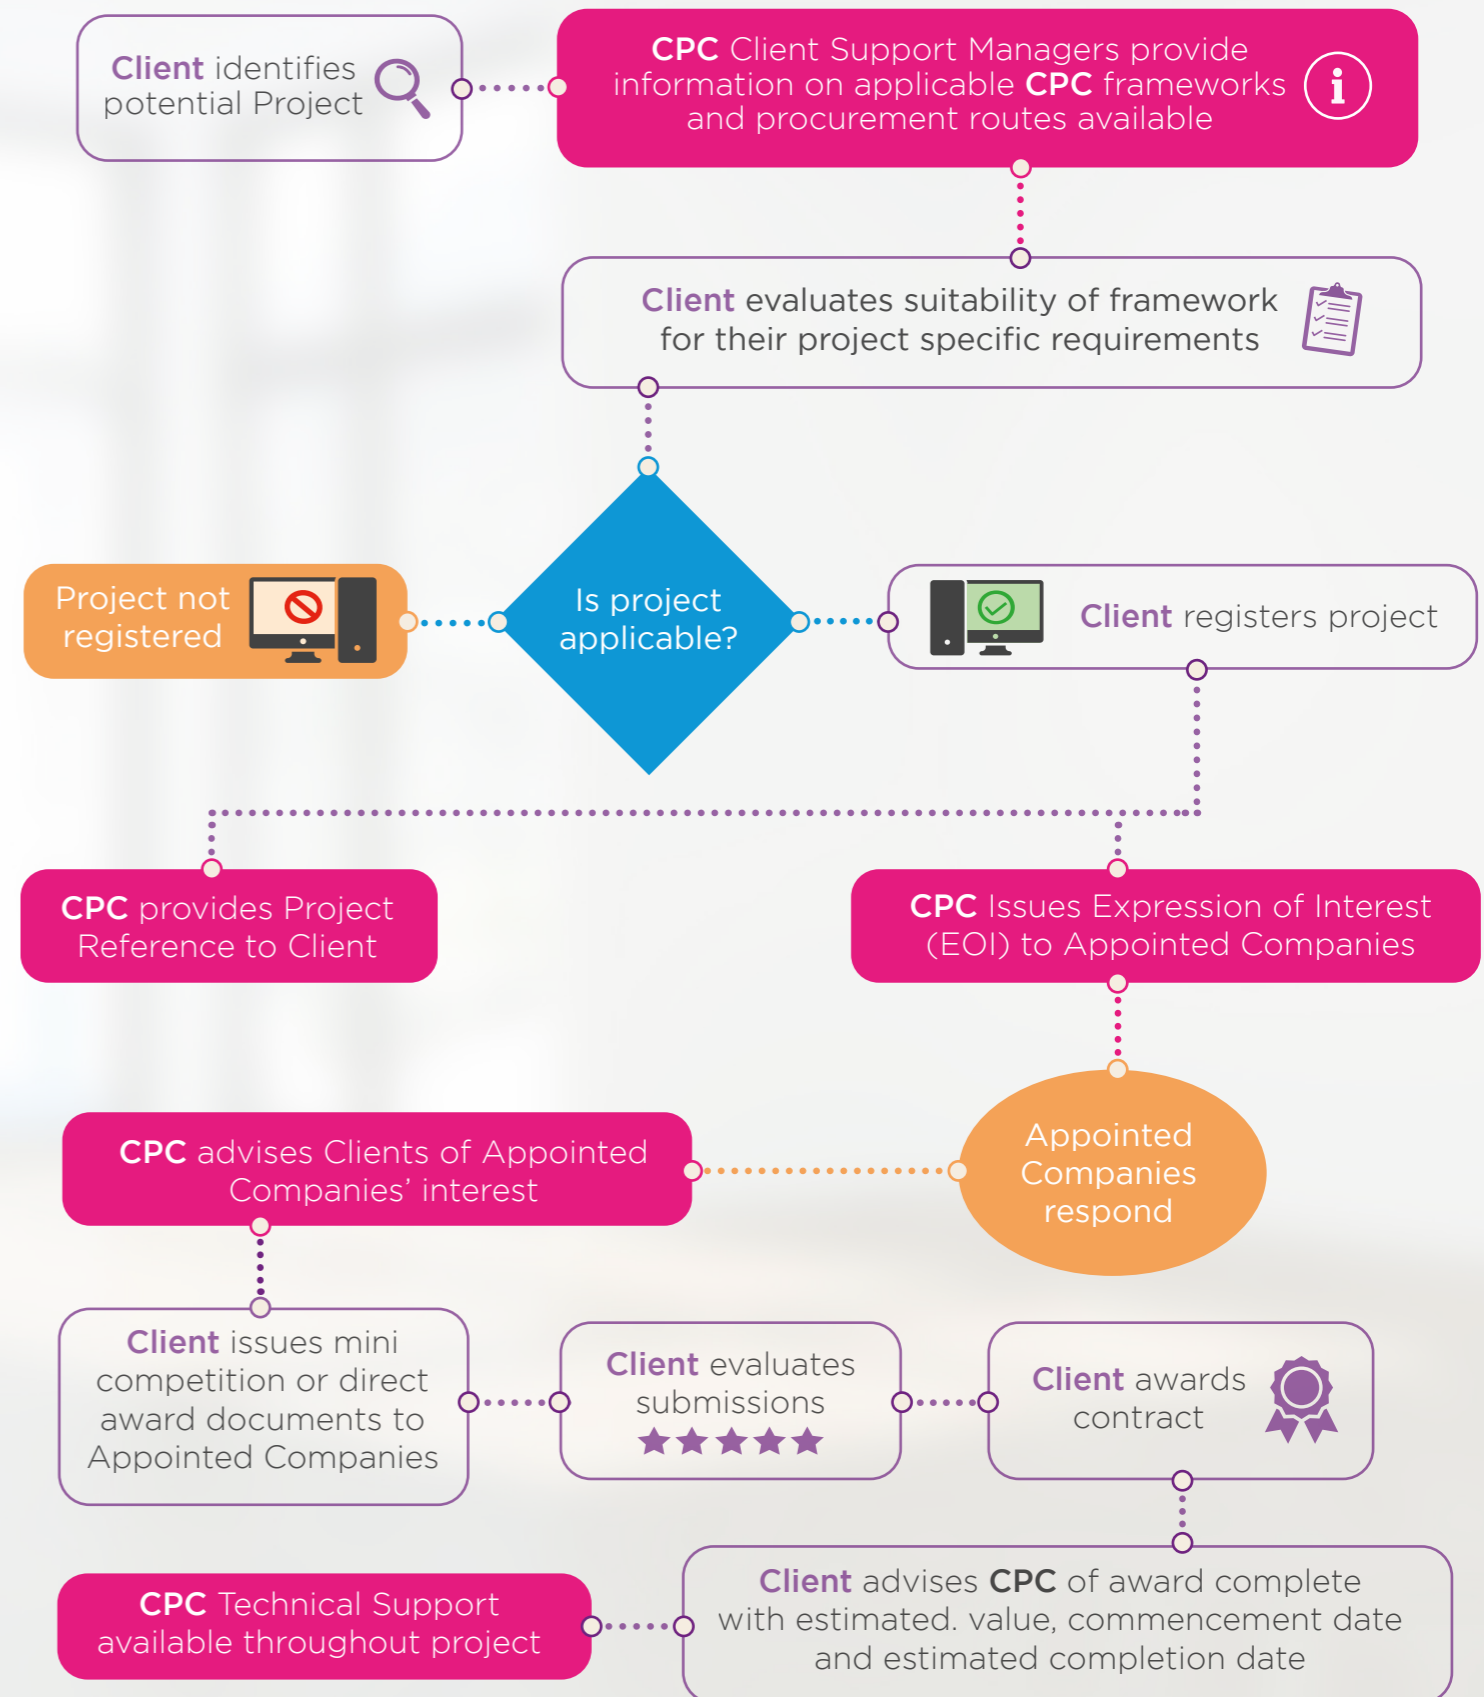 Client identifies
potential Project
CPC Client Support Managers provide
information on applicable CPC frameworks
and procurement routes available
i
Client evaluates suitability of framework
for their project specific requirements
Project not
registered
Is project
applicable?
Client registers project
CPC provides Project
Reference to Client
CPC Issues Expression of Interest
(EOI) to Appointed Companies
Appointed
Companies
respond
CPC advises Clients of Appointed
Companies’ interest
Client issues mini
competition or direct
award documents to
Appointed Companies
Client evaluates
submissions
Client awards
contract
Client advises CPC of award complete
with estimated. value, commencement date
and estimated completion date
CPC Technical Support
available throughout project